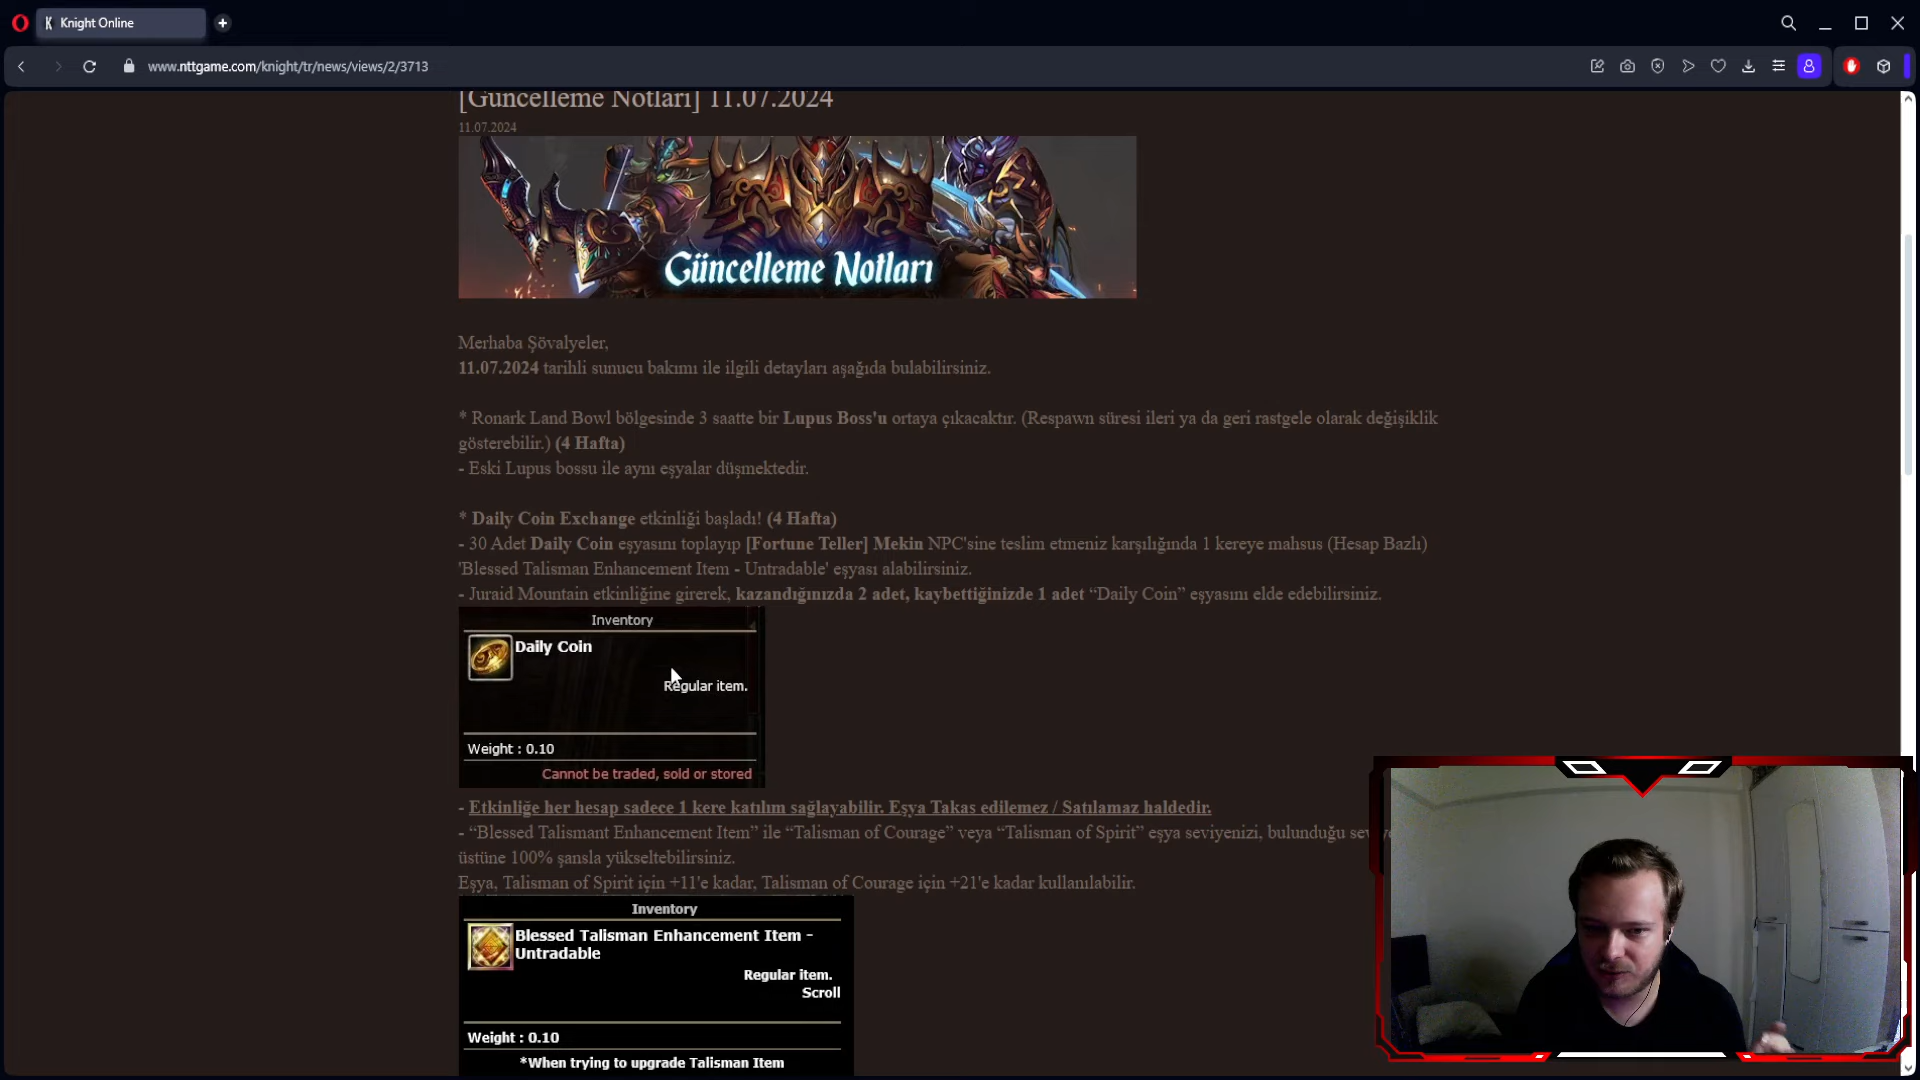 Knight Online
www.nttgame.com/knight/tr/news/views/2/3713
[Güncelleme Notları] 11.07.2024
11.07.2024
Güncelleme Notları
Merhaba Şövalyeler,
11.07.2024 tarihli sunucu bakımı ile ilgili detayları aşağıda bulabilirsiniz.
* Ronark Land Bowl bölgesinde 3 saatte bir Lupus Boss'u ortaya çıkacaktır. (Respawn süresi ileri ya da geri rastgele olarak değişiklik
gösterebilir.) (4 Hafta)
- Eski Lupus bossu ile aynı eşyalar düşmektedir.
* Daily Coin Exchange etkinliği başladı! (4 Hafta)
- 30 Adet Daily Coin eşyasını toplayıp [Fortune Teller] Mekin NPC'sine teslim etmeniz karşılığında 1 kereye mahsus (Hesap Bazlı)
'Blessed Talisman Enhancement Item - Untradable' eşyası alabilirsiniz.
- Juraid Mountain etkinliğine girerek, kazandığınızda 2 adet, kaybettiğinizde 1 adet “Daily Coin” eşyasını elde edebilirsiniz.
Inventory
Daily Coin
Regular item.
Weight : 0.10
Cannot be traded, sold or stored
- Etkinliğe her hesap sadece 1 kere katılım sağlayabilir. Eşya Takas edilemez / Satılamaz haldedir.
- “Blessed Talismant Enhancement Item” ile “Talisman of Courage” veya “Talisman of Spirit” eşya seviyenizi, bulunduğu
üstüne 100% şansla yükseltebilirsiniz.
Eşya, Talisman of Spirit için +11'e kadar, Talisman of Courage için +21'e kadar kullanılabilir.
Inventory
Blessed Talisman Enhancement Item -
Untradable
Regular item.
Scroll
Weight : 0.10
*When trying to upgrade Talisman Item